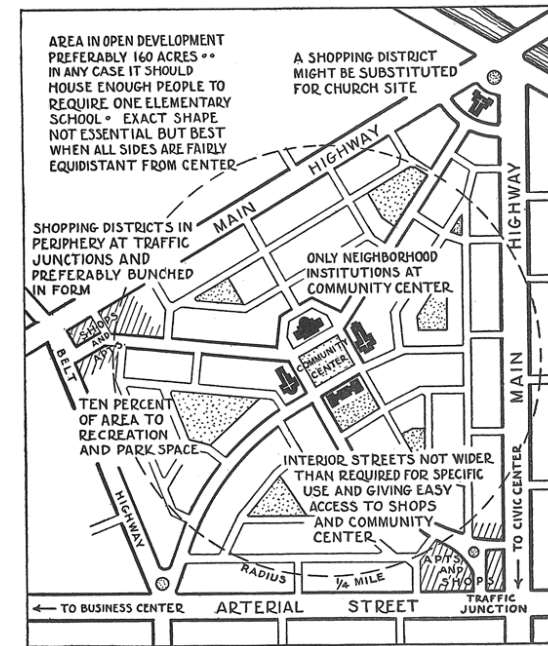 AREA IN OPEN DEVELOPMENT
PREFERABLY 160 ACRES • •
IN ANY CASE IT SHOULD
HOUSE ENOUGH PEOPLE TO
REQUIRE ONE ELEMENTARY
SCHOOL • EXACT SHAPE
NOT ESSENTIAL BUT BEST
WHEN ALL SIDES ARE FAIRLY
EQUIDISTANT FROM CENTER
A SHOPPING DISTRICT
MIGHT BE SUBSTITUTED
FOR CHURCH SITE
MAIN HIGHWAY
HIGHWAY
MAIN
SHOPPING DISTRICTS IN
PERIPHERY AT TRAFFIC
JUNCTIONS AND
PREFERABLY BUNCHED
IN FORM
ONLY NEIGHBORHOOD
INSTITUTIONS AT
COMMUNITY CENTER
SHOPS
AND
APTS
BELT
HIGHWAY
COMMUNITY
CENTER
TEN PERCENT
OF AREA TO
RECREATION
AND PARK SPACE
INTERIOR STREETS NOT WIDER
THAN REQUIRED FOR SPECIFIC
USE AND GIVING EASY
ACCESS TO SHOPS
AND COMMUNITY
CENTER
→ TO CIVIC CENTER
RADIUS 1/4 MILE
APTS
AND
SHOPS
← TO BUSINESS CENTER
ARTERIAL STREET
TRAFFIC
JUNCTION